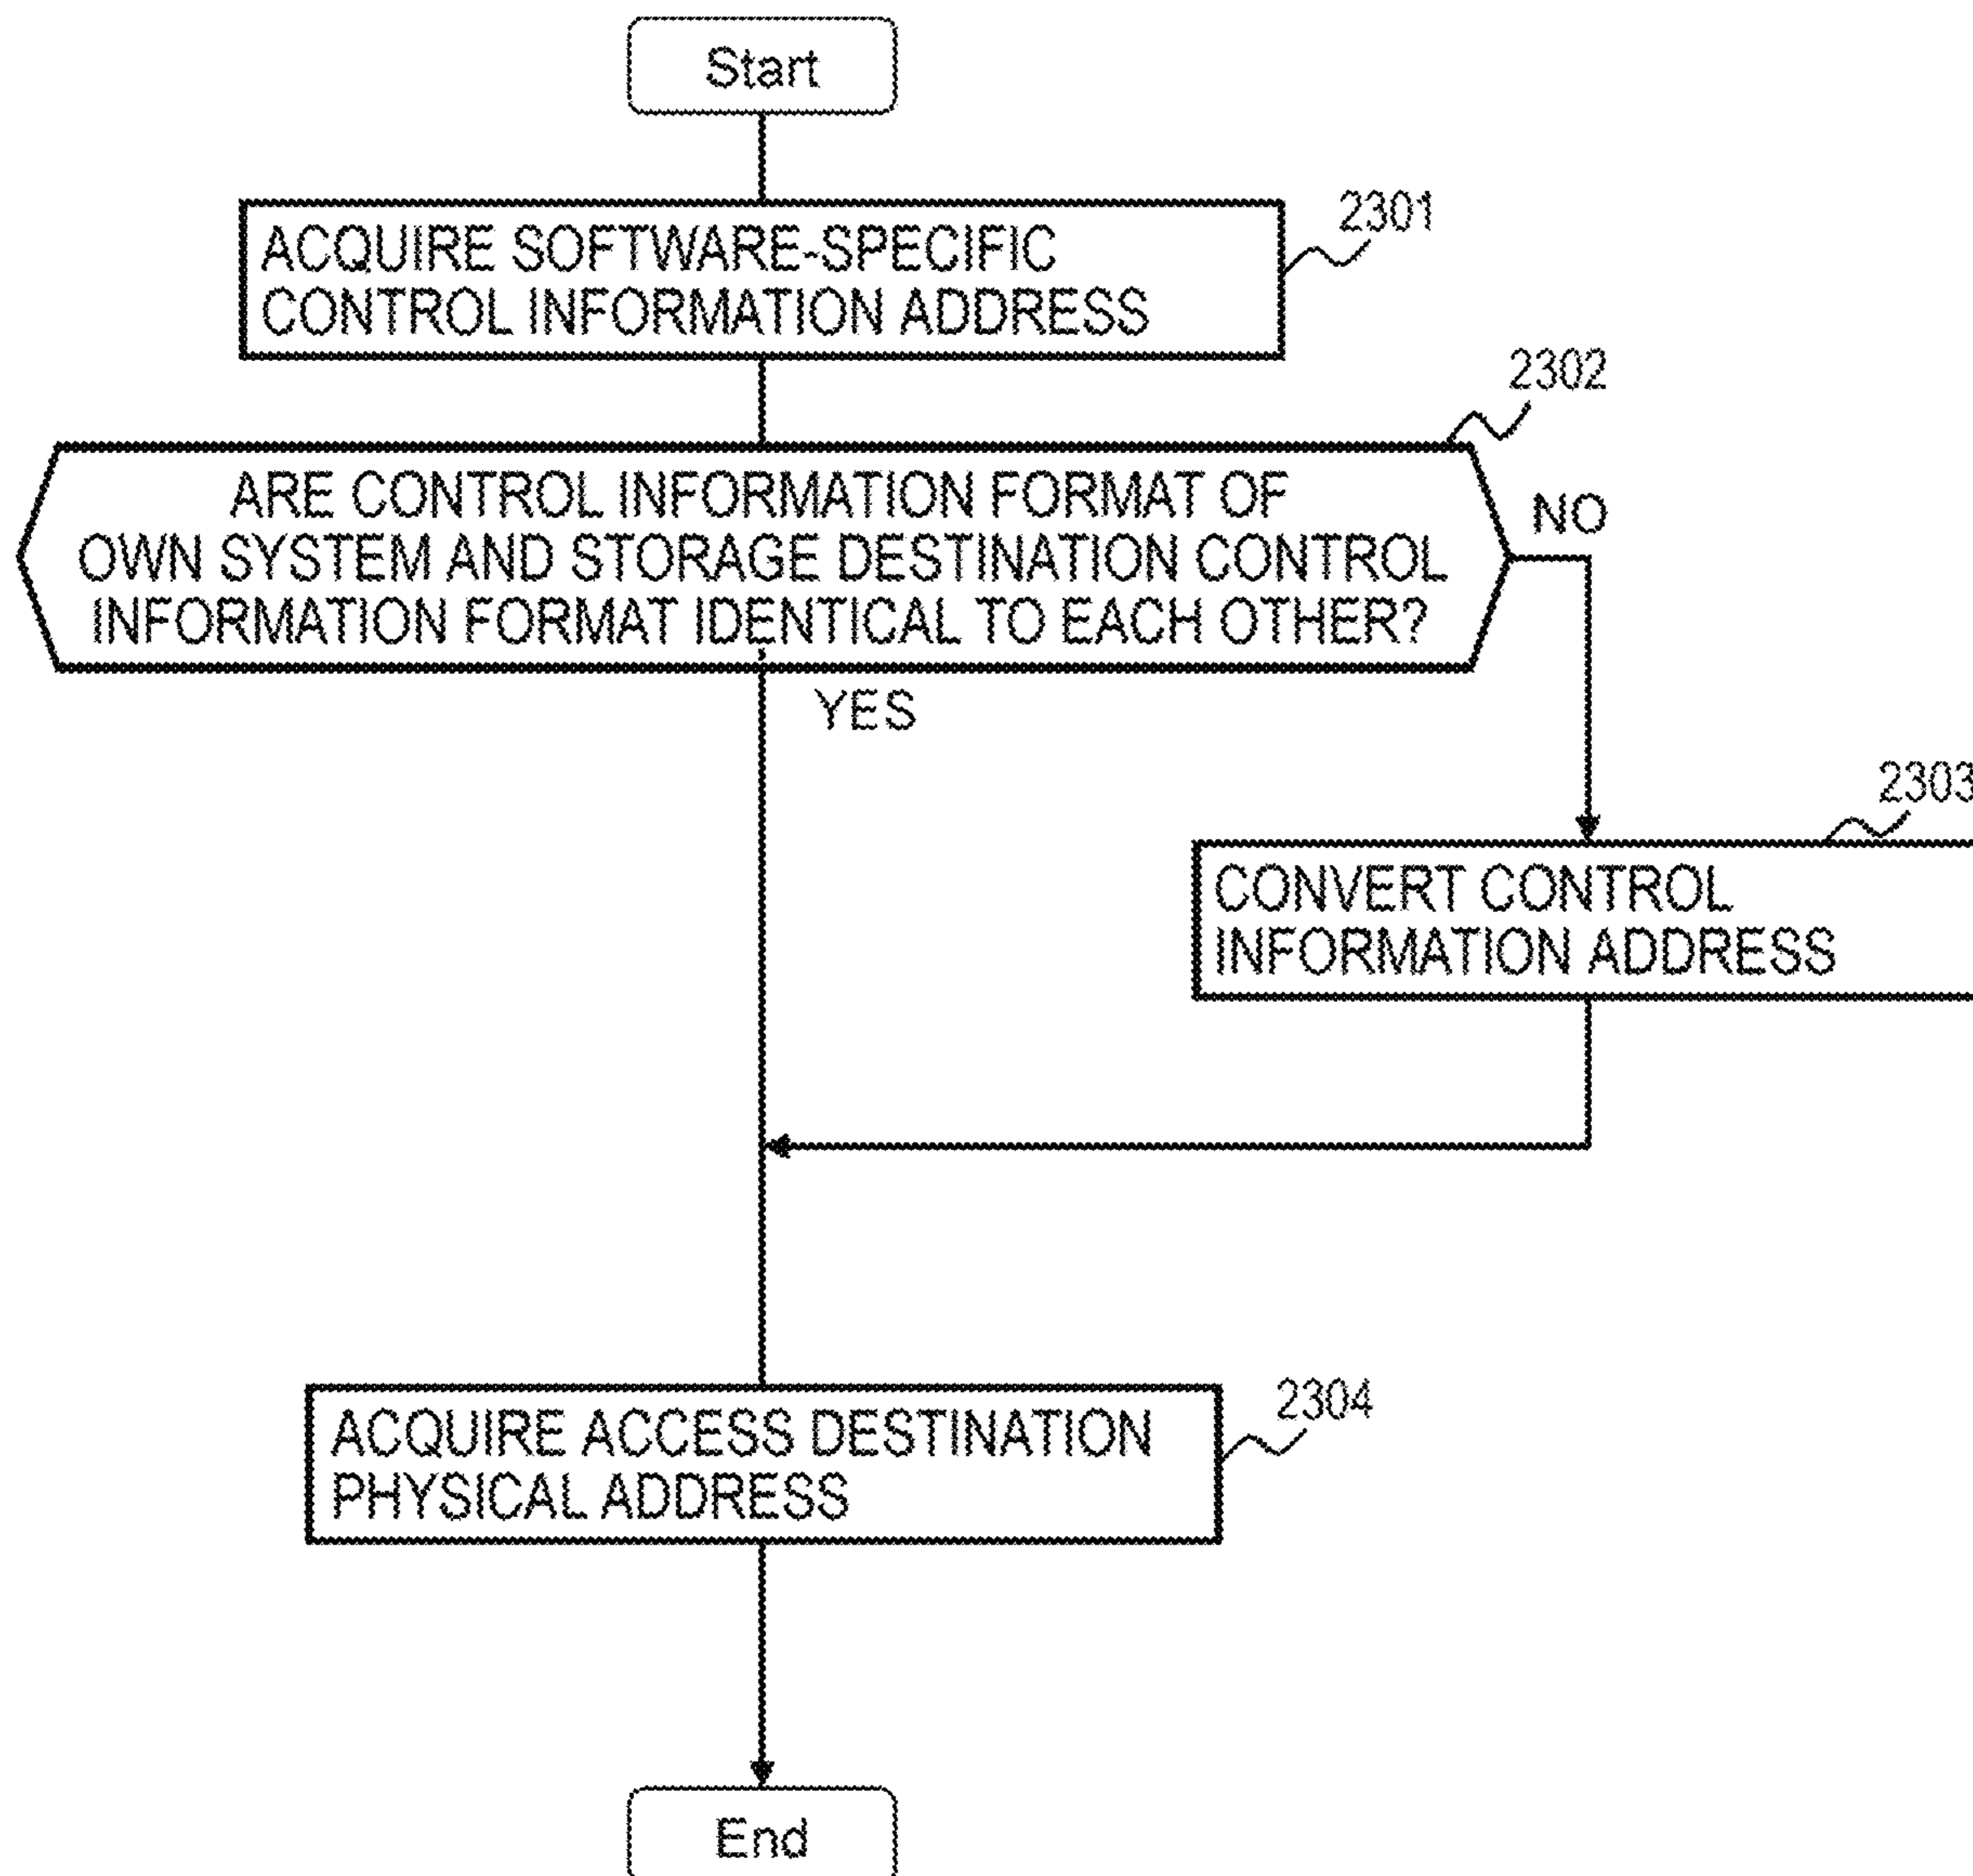 Start
2301
ACQUIRE SOFTWARE-SPECIFIC
CONTROL INFORMATION ADDRESS
2302
ARE CONTROL INFORMATION FORMAT OF
OWN SYSTEM AND STORAGE DESTINATION CONTROL
INFORMATION FORMAT IDENTICAL TO EACH OTHER?
NO
YES
2303
CONVERT CONTROL
INFORMATION ADDRESS
2304
ACQUIRE ACCESS DESTINATION
PHYSICAL ADDRESS
End